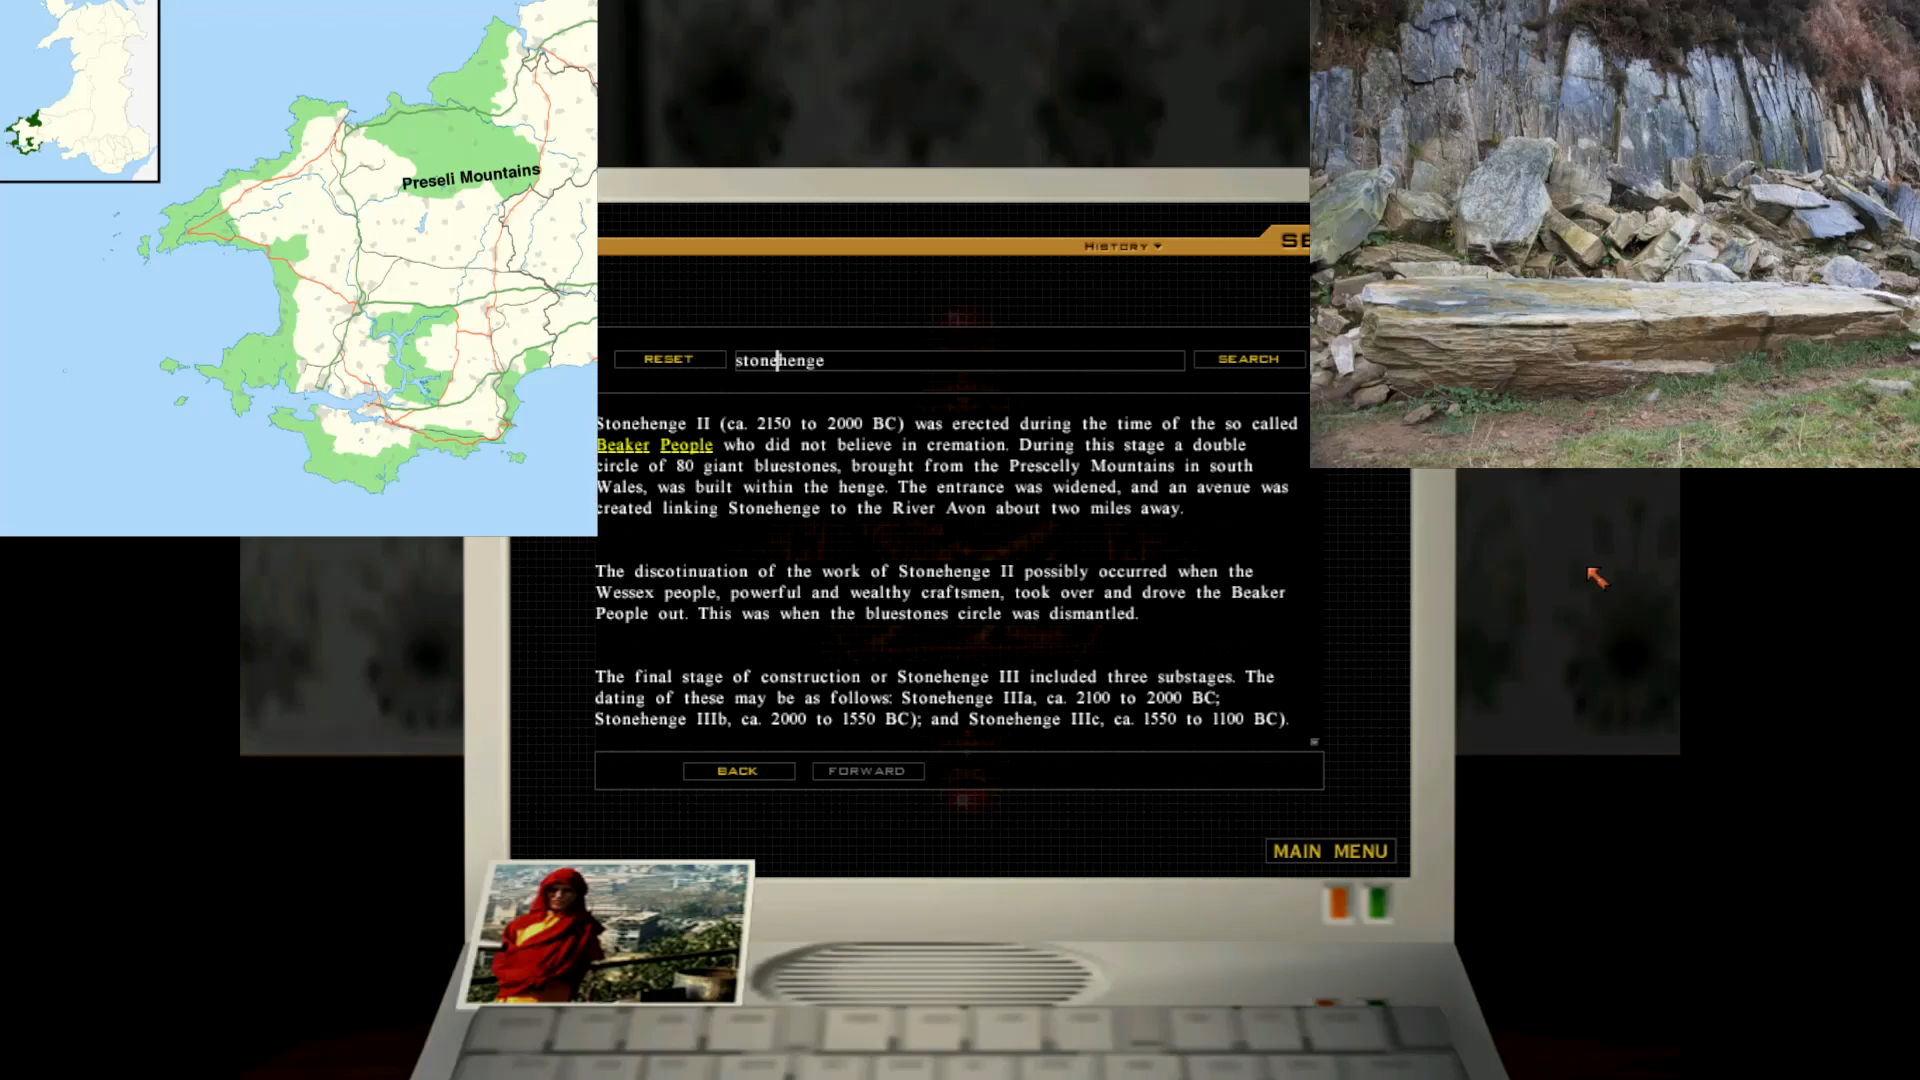 Preseli Mountains
HISTORY
SE
RESET
stonehenge
SEARCH
Stonehenge II (ca. 2150 to 2000 BC) was erected during the time of the so called
Beaker People who did not believe in cremation. During this stage a double
circle of 80 giant bluestones, brought from the Prescelly Mountains in south
Wales, was built within the henge. The entrance was widened, and an avenue was
created linking Stonehenge to the River Avon about two miles away.
The discotinuation of the work of Stonehenge II possibly occurred when the
Wessex people, powerful and wealthy craftsmen, took over and drove the Beaker
People out. This was when the bluestones circle was dismantled.
The final stage of construction or Stonehenge III included three substages. The
dating of these may be as follows: Stonehenge IIIa, ca. 2100 to 2000 BC;
Stonehenge IIIb, ca. 2000 to 1550 BC); and Stonehenge IIIc, ca. 1550 to 1100 BC).
BACK
FORWARD
MAIN MENU